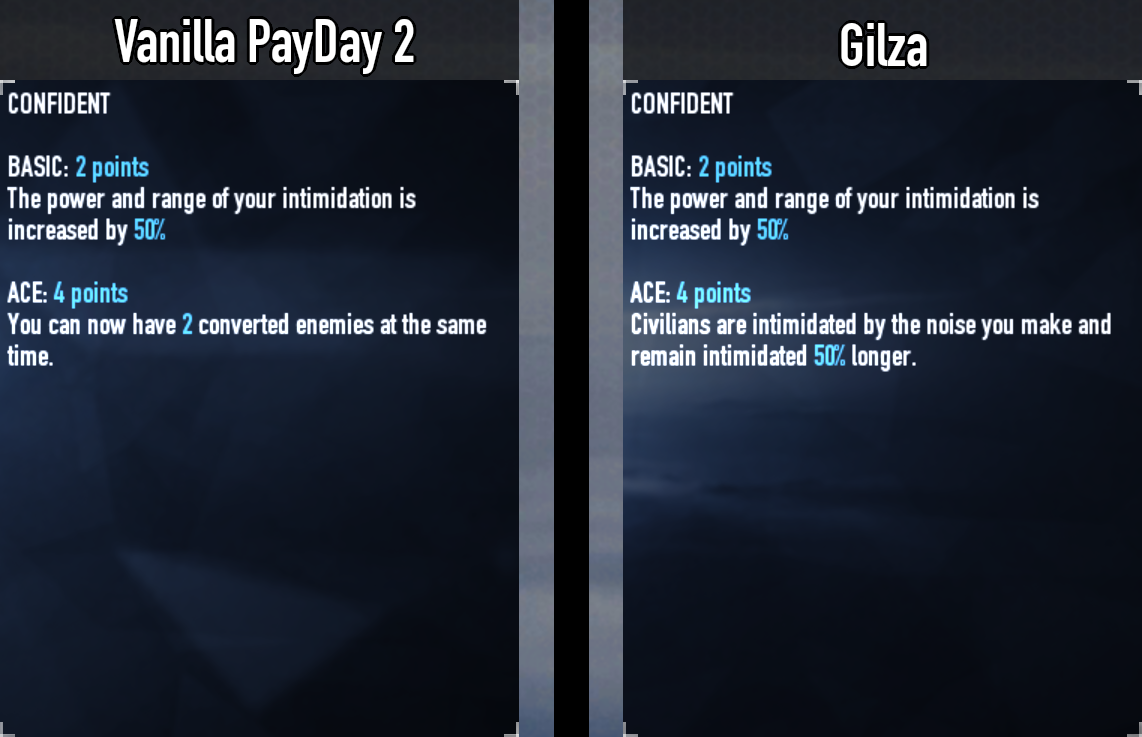 Vanilla PayDay 2
CONFIDENT
BASIC: 2 points
The power and range of your intimidation is
increased by 50%
ACE: 4 points
You can now have 2 converted enemies at the same
time.
Gilza
CONFIDENT
BASIC: 2 points
The power and range of your intimidation is
increased by 50%
ACE: 4 points
Civilians are intimidated by the noise you make and
remain intimidated 50% longer.